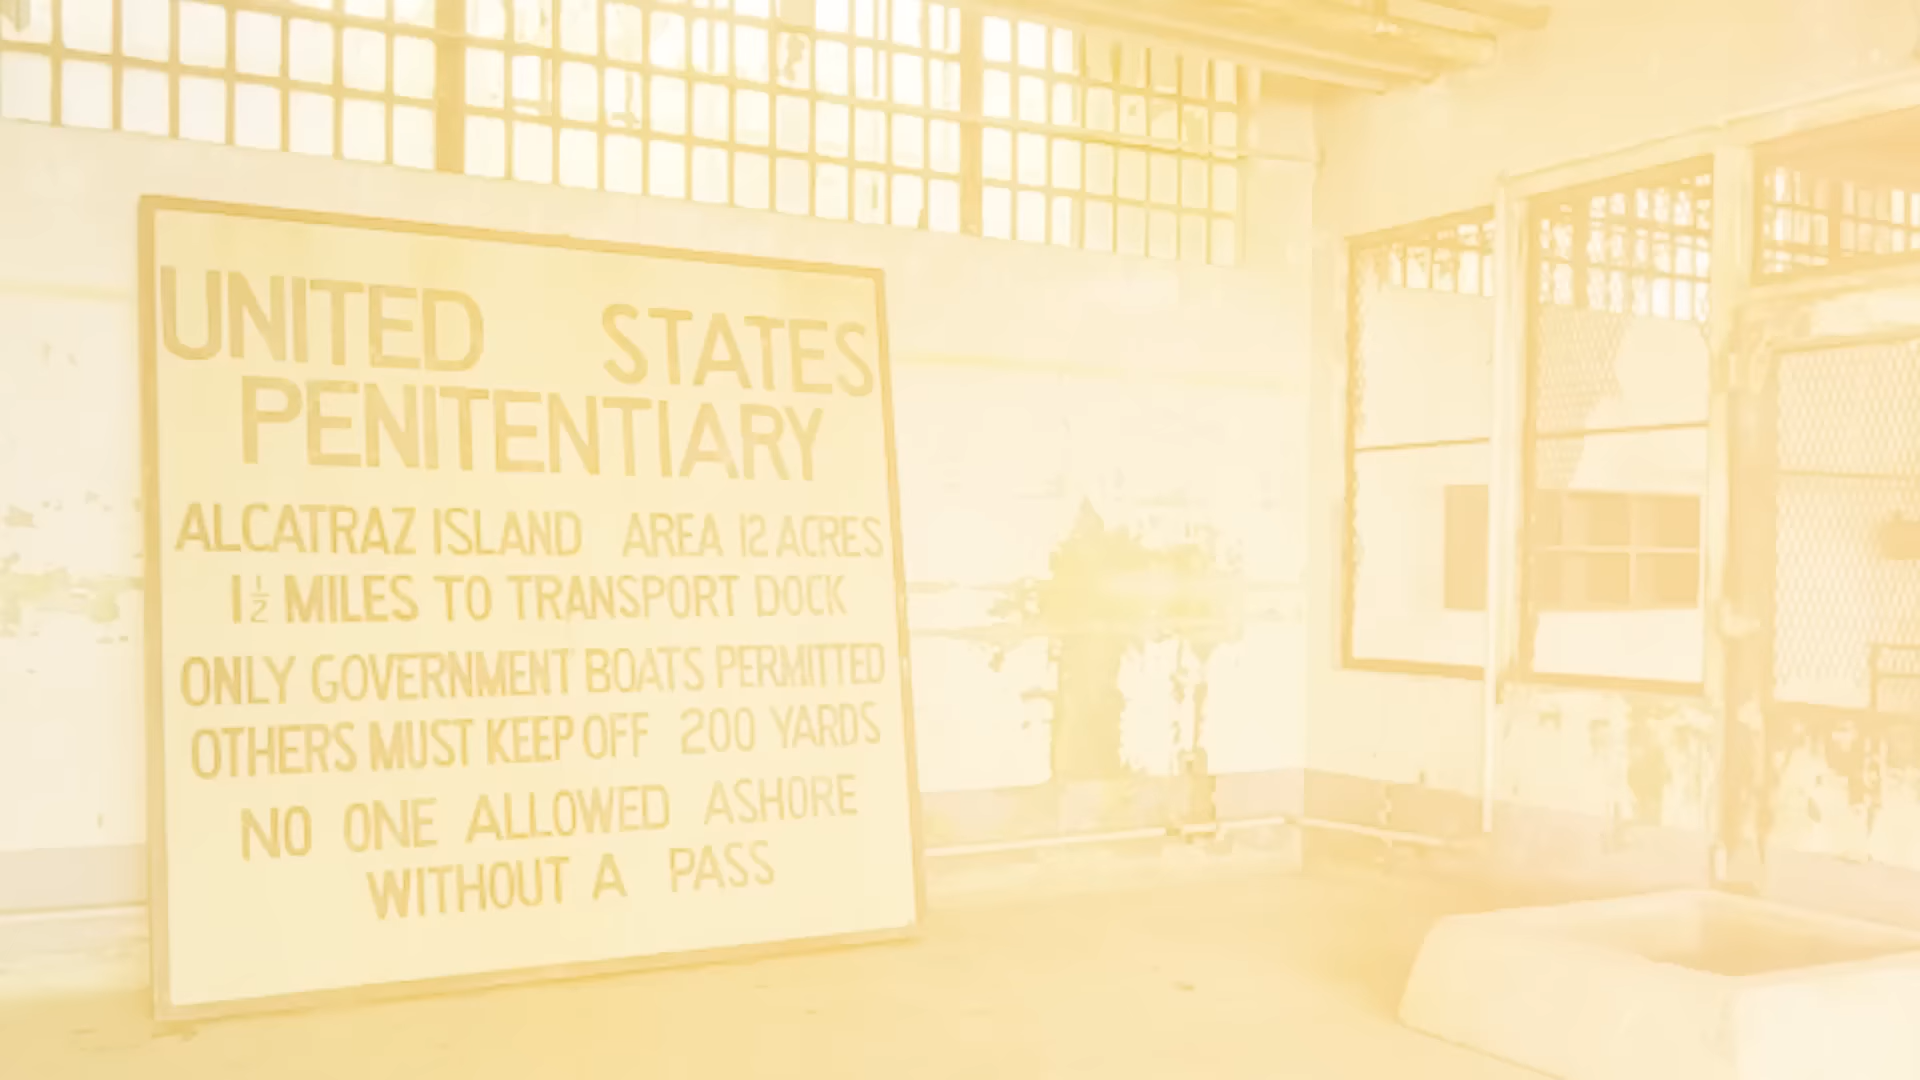 UNITED STATES
PENITENTIARY
ALCATRAZ ISLAND AREA 12 ACRES
1½ MILES TO TRANSPORT DOCK
ONLY GOVERNMENT BOATS PERMITTED
OTHERS MUST KEEP OFF 200 YARDS
NO ONE ALLOWED ASHORE
WITHOUT A PASS